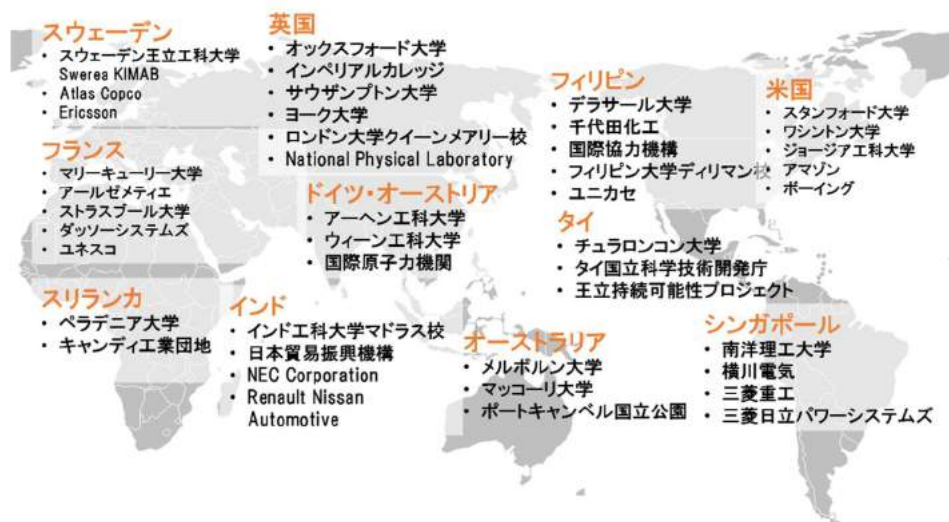 スウェーデン
・ スウェーデン王立工科大学
Swerea KIMAB
・ Atlas Copco
・ Ericsson
英国
・ オックスフォード大学
・ インペリアルカレッジ
・ サウザンプトン大学
・ ヨーク大学
・ ロンドン大学クイーンメアリー校
・ National Physical Laboratory
フィリピン
・ デラサール大学
・ 千代田化工
・ 国際協力機構
・ フィリピン大学ディリマン校
・ ユニカセ
米国
・ スタンフォード大学
・ ワシントン大学
・ ジョージア工科大学
・ アマゾン
・ ボーイング
フランス
・ マリーキューリー大学
・ アールゼメティエ
・ ストラスブール大学
・ ダッソーシステムズ
・ ユネスコ
ドイツ・オーストリア
・ アーヘン工科大学
・ ウィーン工科大学
・ 国際原子力機関
タイ
・ チュラロンコン大学
・ タイ国立科学技術開発庁
・ 王立持続可能性プロジェクト
スリランカ
・ ペラデニア大学
・ キャンディ工業団地
インド
・ インド工科大学マドラス校
・ 日本貿易振興機構
・ NEC Corporation
・ Renault Nissan
Automotive
オーストラリア
・ メルボルン大学
・ マッコーリ大学
・ ポートキャンベル国立公園
シンガポール
・ 南洋理工大学
・ 横川電気
・ 三菱重工
・ 三菱日立パワーシステムズ